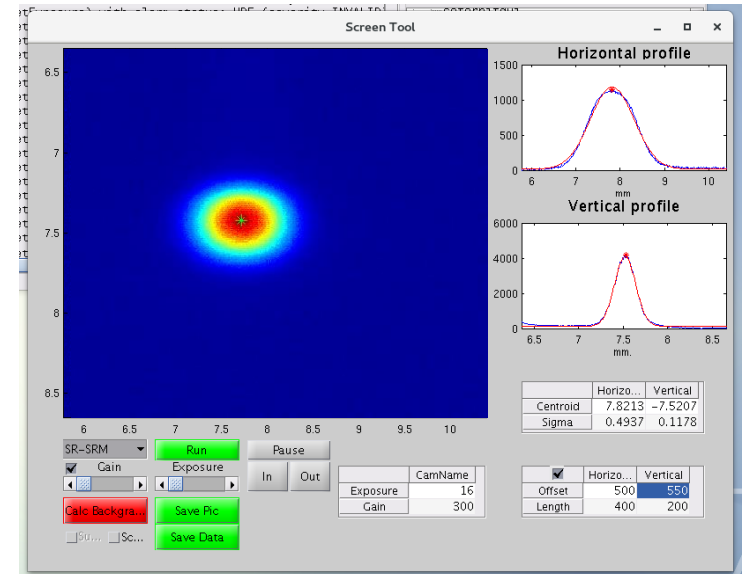 Screen Tool
Horizontal profile
1500
1000
500
0
6 7 8 9 10
mm
Vertical profile
6000
4000
2000
0
6.5 7 7.5 8 8.5
mm.
6.5
7
7.5
8
8.5
6 6.5 7 7.5 8 8.5 9 9.5 10
Horizo... Vertical
Centroid 7.8213 -7.5207
Sigma 0.4937 0.1178
SR-SRM Run Pause
Gain Exposure In Out
CamName
Exposure 16
Gain 300
Horizo... Vertical
Offset 500 550
Length 400 200
Calc Backgra... Save Pic
Su... Sc... Save Data